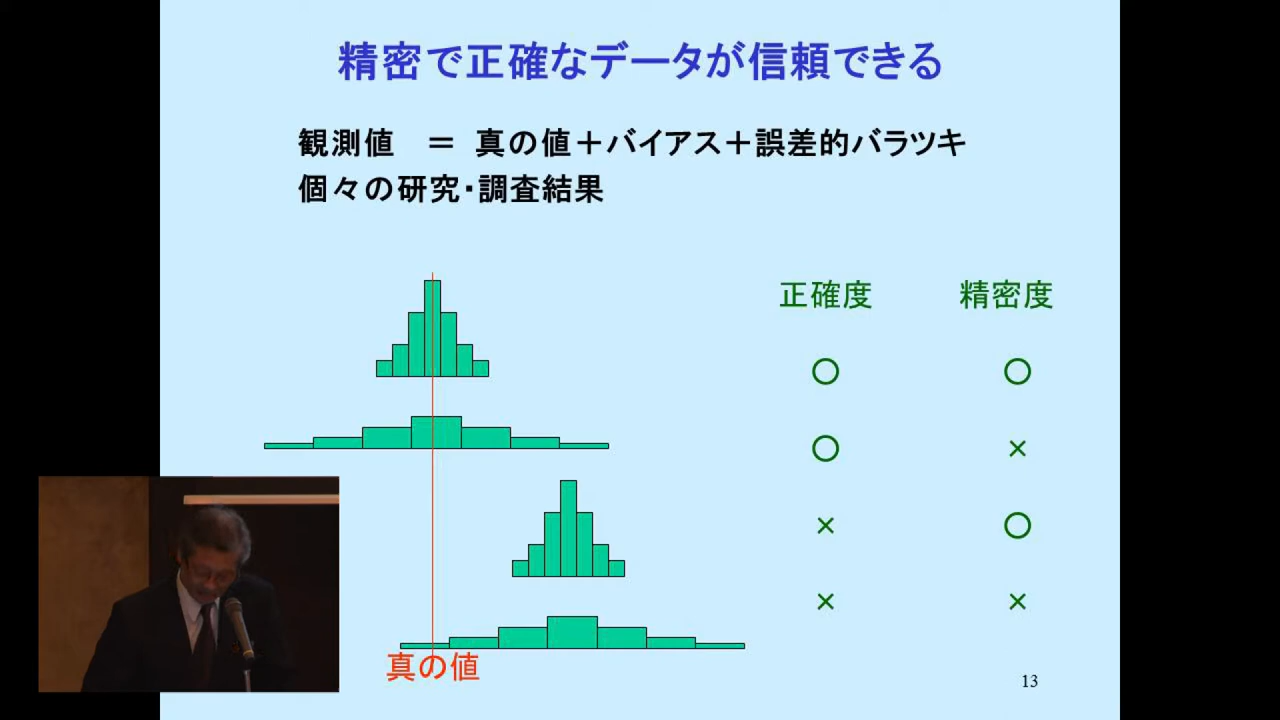 精密で正確なデータが信頼できる
観測値 ＝ 真の値＋バイアス＋誤差的バラツキ
個々の研究・調査結果
正確度 精密度
○ ○
○ ×
× ○
× ×
真の値
13